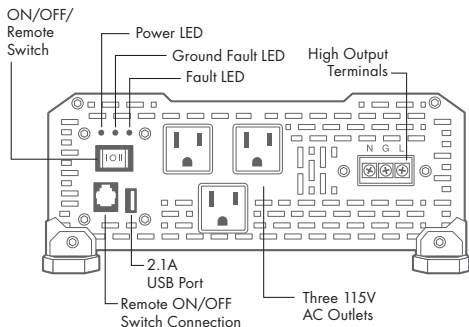 ON/OFF/
Remote
Switch
Power LED
Ground Fault LED
Fault LED
High Output
Terminals
N G L
I O II
2.1A
USB Port
Remote ON/OFF
Switch Connection
Three 115V
AC Outlets